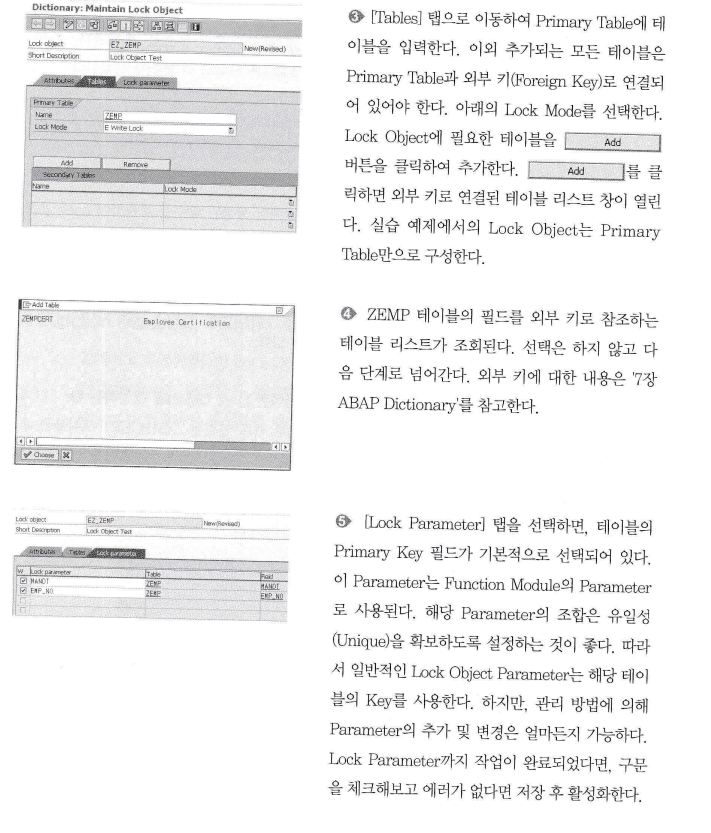 Dictionary: Maintain Lock Object
Lock object EZ_ZEMP New(Revised)
Short Description Lock Object Test
Attributes Tables Lock parameter
Primary Table
Name ZEMP
Lock Mode E Write Lock
Add Remove
Secondary Tables
Name Lock Mode
❸ [Tables] 탭으로 이동하여 Primary Table에 테
이블을 입력한다. 이외 추가되는 모든 테이블은
Primary Table과 외부 키(Foreign Key)로 연결되
어 있어야 한다. 아래의 Lock Mode를 선택한다.
Lock Object에 필요한 테이블을 Add
버튼을 클릭하여 추가한다. Add 를 클
릭하면 외부 키로 연결된 테이블 리스트 창이 열린
다. 실습 예제에서의 Lock Object는 Primary
Table만으로 구성한다.
Add Table
ZEMPCERT Employee Certification
Choose
❹ ZEMP 테이블의 필드를 외부 키로 참조하는
테이블 리스트가 조회된다. 선택은 하지 않고 다
음 단계로 넘어간다. 외부 키에 대한 내용은 '7장
ABAP Dictionary'를 참고한다.
Lock object EZ_ZEMP New(Revised)
Short Description Lock Object Test
Attributes Tables Lock parameter
W Lock parameter Table Field
MANDT ZEMP MANDT
EMP_NO ZEMP EMP_NO
❺ [Lock Parameter] 탭을 선택하면, 테이블의
Primary Key 필드가 기본적으로 선택되어 있다.
이 Parameter는 Function Module의 Parameter
로 사용된다. 해당 Parameter의 조합은 유일성
(Unique)을 확보하도록 설정하는 것이 좋다. 따라
서 일반적인 Lock Object Parameter는 해당 테이
블의 Key를 사용한다. 하지만, 관리 방법에 의해
Parameter의 추가 및 변경은 얼마든지 가능하다.
Lock Parameter까지 작업이 완료되었다면, 구문
을 체크해보고 에러가 없다면 저장 후 활성화한다.